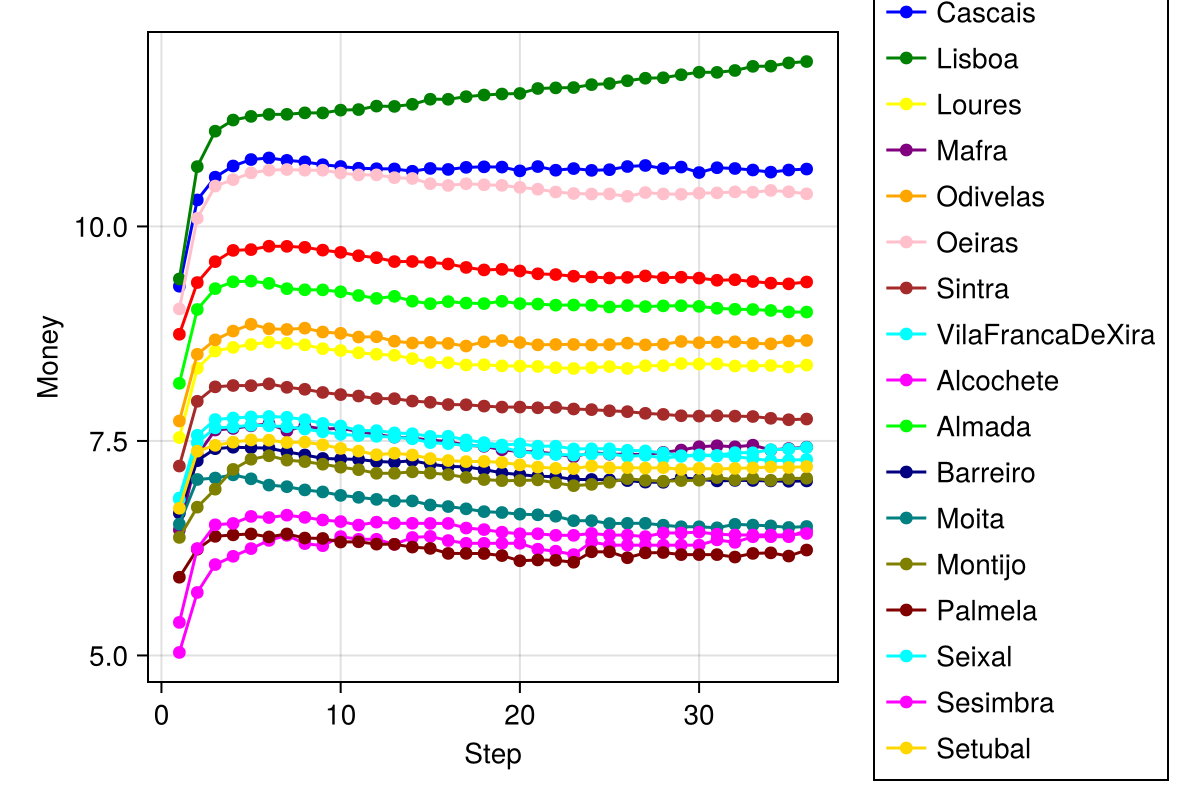 Cascais
Lisboa
Loures
Mafra
Odivelas
Oeiras
Sintra
VilaFrancaDeXira
Alcochete
Almada
Barreiro
Moita
Montijo
Palmela
Seixal
Sesimbra
Setubal
10.0
7.5
5.0
Money
0 10 20 30
Step